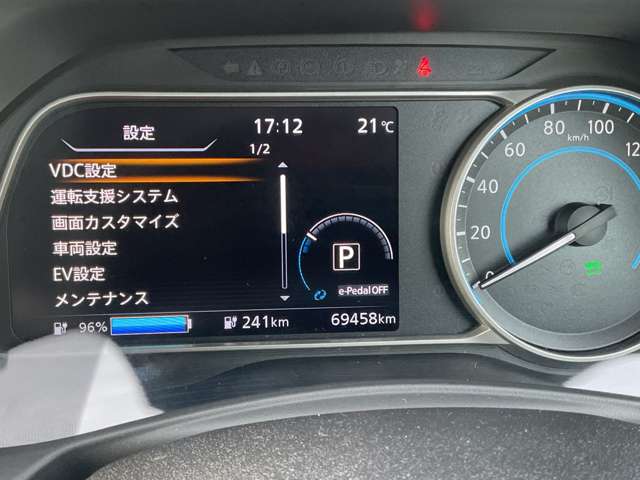 設定
17:12
21℃
1/2
VDC設定
運転支援システム
画面カスタマイズ
車両設定
EV設定
メンテナンス
P
e-Pedal OFF
96%
241km
69458km
0
20
40
60
80
100
12
km/h